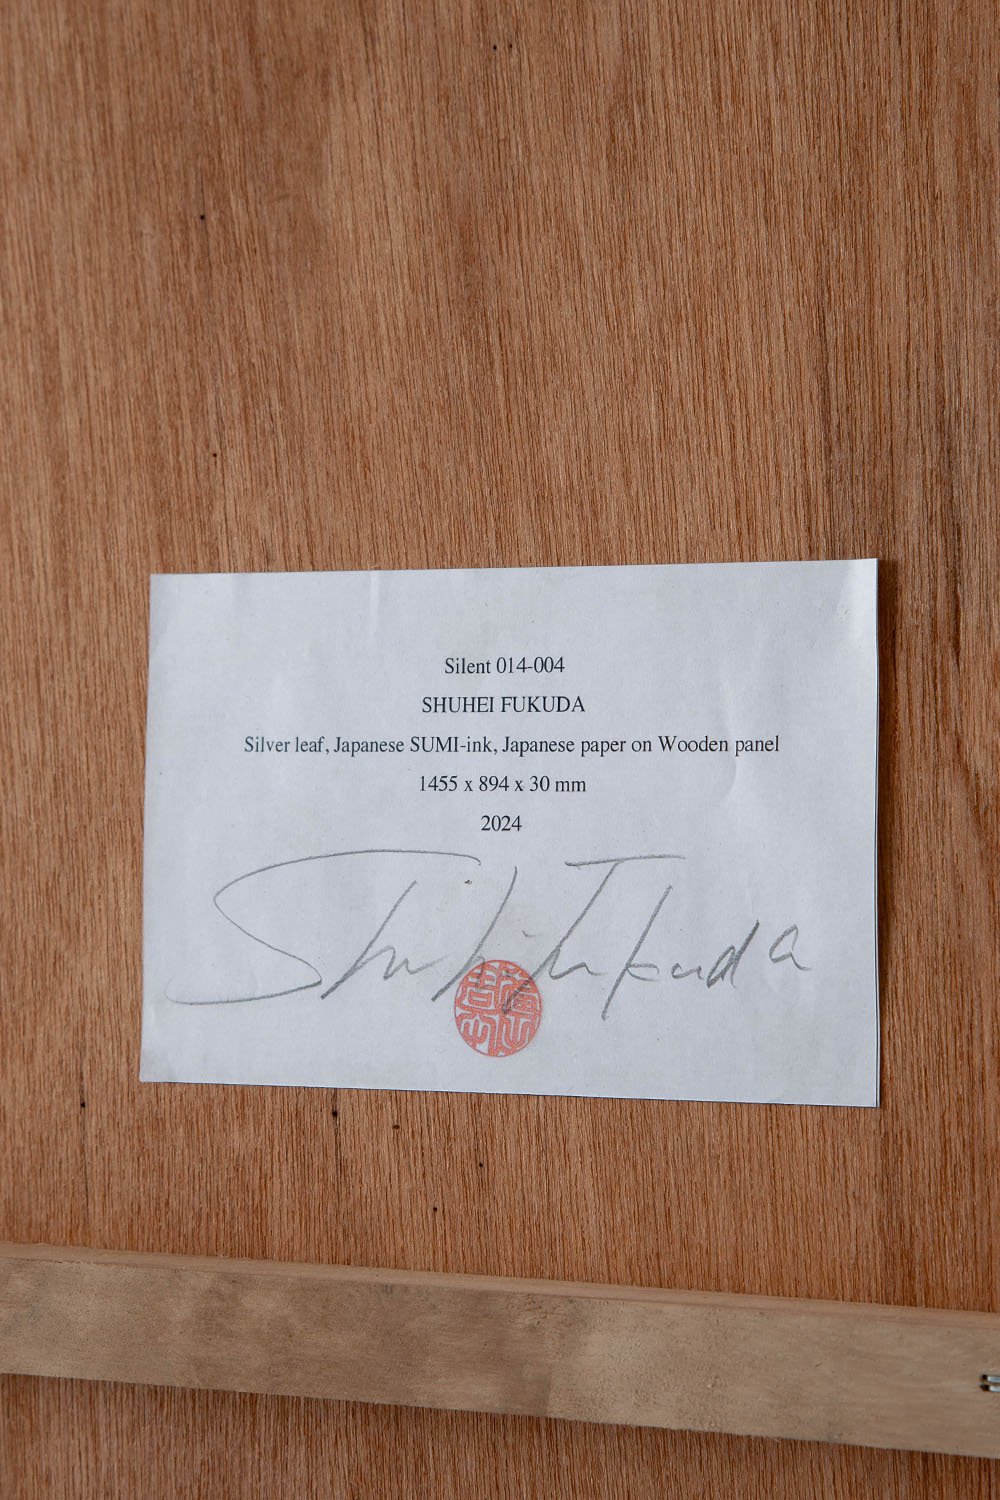 Silent 014-004
SHUHEI FUKUDA
Silver leaf, Japanese SUMI-ink, Japanese paper on Wooden panel
1455 x 894 x 30 mm
2024
Shuhei Fukuda